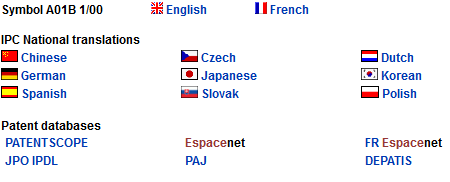 Symbol A01B 1/00 English French
IPC National translations
Chinese Czech Dutch
German Japanese Korean
Spanish Slovak Polish
Patent databases
PATENTSCOPE Espacenet FR Espacenet
JPO IPDL PAJ DEPATIS